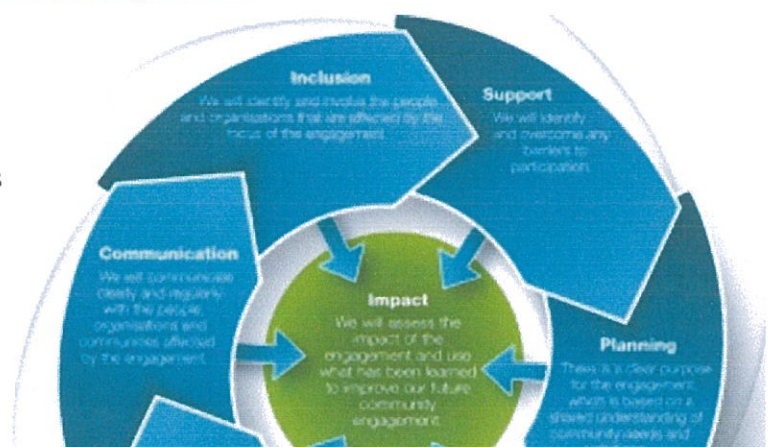 Inclusion
We will identify and involve the people
and organisations that are affected by the
focus of the engagement.
Support
We will identify
and overcome any
barriers to
participation.
Communication
We will communicate
clearly and regularly
with the people,
organisations and
communities affected
by the engagement.
Impact
We will assess the
impact of the
engagement and use
what has been learned
to improve our future
community
engagement
Planning
There is a clear purpose
for the engagement,
which is based on a
shared understanding of
community needs and
s